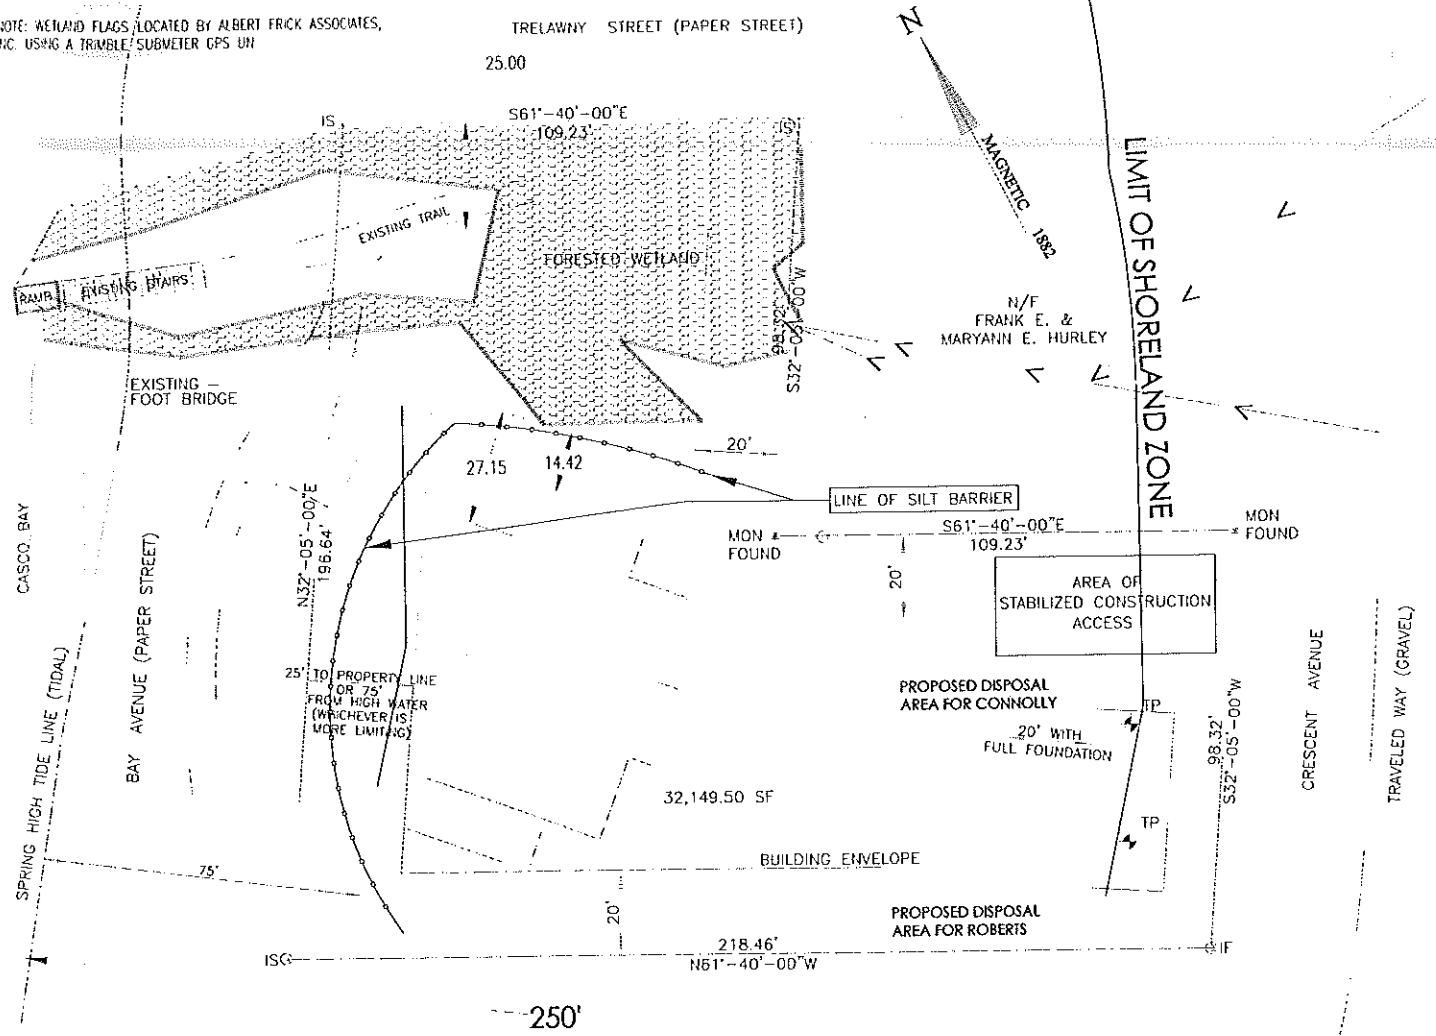 NOTE: WETLAND FLAGS LOCATED BY ALBERT FRICK ASSOCIATES,
NC. USING A TRIMBLE SUBMETER GPS UN
TRELAWNY STREET (PAPER STREET)
25.00
N
MAGNETIC 1882
IS
S61°-40'-00"E
109.23'
IS
LIMIT OF SHORELAND ZONE
EXISTING TRAIL
FORESTED WETLAND
RAMP
EXISTING STAIRS
98.32'
S32°-05'-00"W
N/F
FRANK E. &
MARYANN E. HURLEY
EXISTING
FOOT BRIDGE
27.15
14.42
20'
LINE OF SILT BARRIER
MON
FOUND
S61°-40'-00"E
109.23'
MON
FOUND
CASCO BAY
BAY AVENUE (PAPER STREET)
N32°-05'-00"E
196.64'
20'
AREA OF
STABILIZED CONSTRUCTION
ACCESS
SPRING HIGH TIDE LINE (TIDAL)
25' TO PROPERTY LINE
OR 75'
FROM HIGH WATER
(WHICHEVER IS
MORE LIMITING)
PROPOSED DISPOSAL
AREA FOR CONNOLLY
20' WITH
FULL FOUNDATION
TP
98.32'
S32°-05'-00"W
CRESCENT AVENUE
TRAVELED WAY (GRAVEL)
32,149.50 SF
TP
75'
BUILDING ENVELOPE
20'
PROPOSED DISPOSAL
AREA FOR ROBERTS
IS
218.46'
N61°-40'-00"W
IF
250'